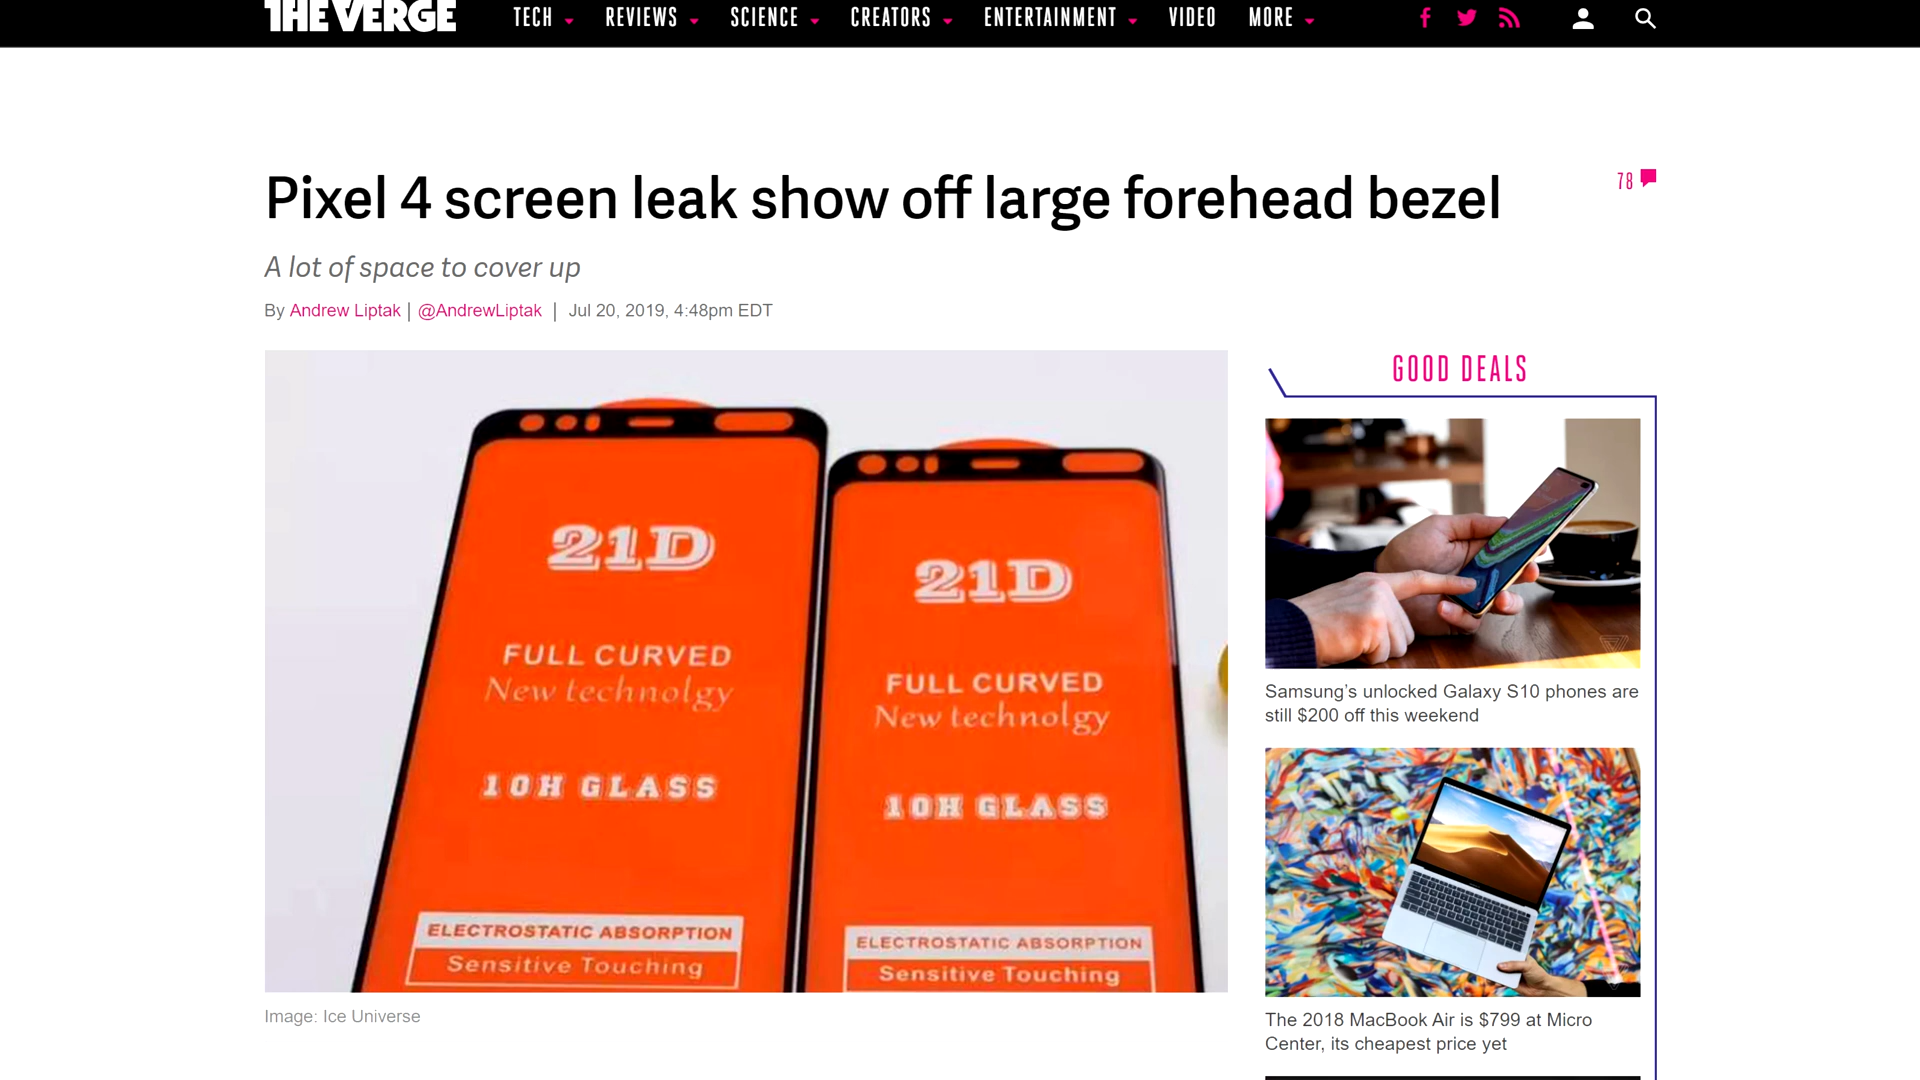 THE VERGE
TECH REVIEWS SCIENCE CREATORS ENTERTAINMENT VIDEO MORE
Pixel 4 screen leak show off large forehead bezel
78
A lot of space to cover up
By Andrew Liptak | @AndrewLiptak | Jul 20, 2019, 4:48pm EDT
21D
FULL CURVED
New technolgy
10H GLASS
ELECTROSTATIC ABSORPTION
Sensitive Touching
21D
FULL CURVED
New technolgy
10H GLASS
ELECTROSTATIC ABSORPTION
Sensitive Touching
Image: Ice Universe
GOOD DEALS
Samsung’s unlocked Galaxy S10 phones are
still $200 off this weekend
The 2018 MacBook Air is $799 at Micro
Center, its cheapest price yet